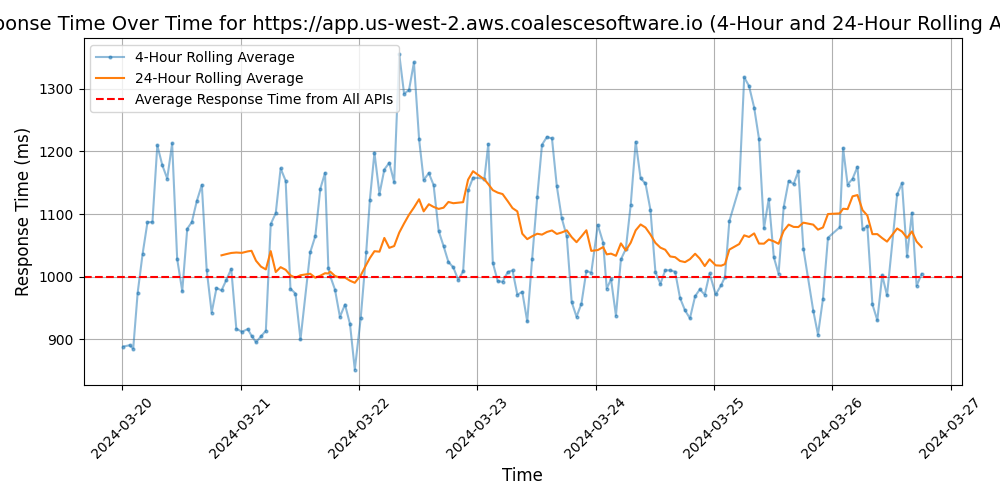 ponse Time Over Time for https://app.us-west-2.aws.coalescesoftware.io (4-Hour and 24-Hour Rolling A
4-Hour Rolling Average
24-Hour Rolling Average
Average Response Time from All APIs
Response Time (ms)
1300
1200
1100
1000
900
2024-03-20
2024-03-21
2024-03-22
2024-03-23
2024-03-24
2024-03-25
2024-03-26
2024-03-27
Time